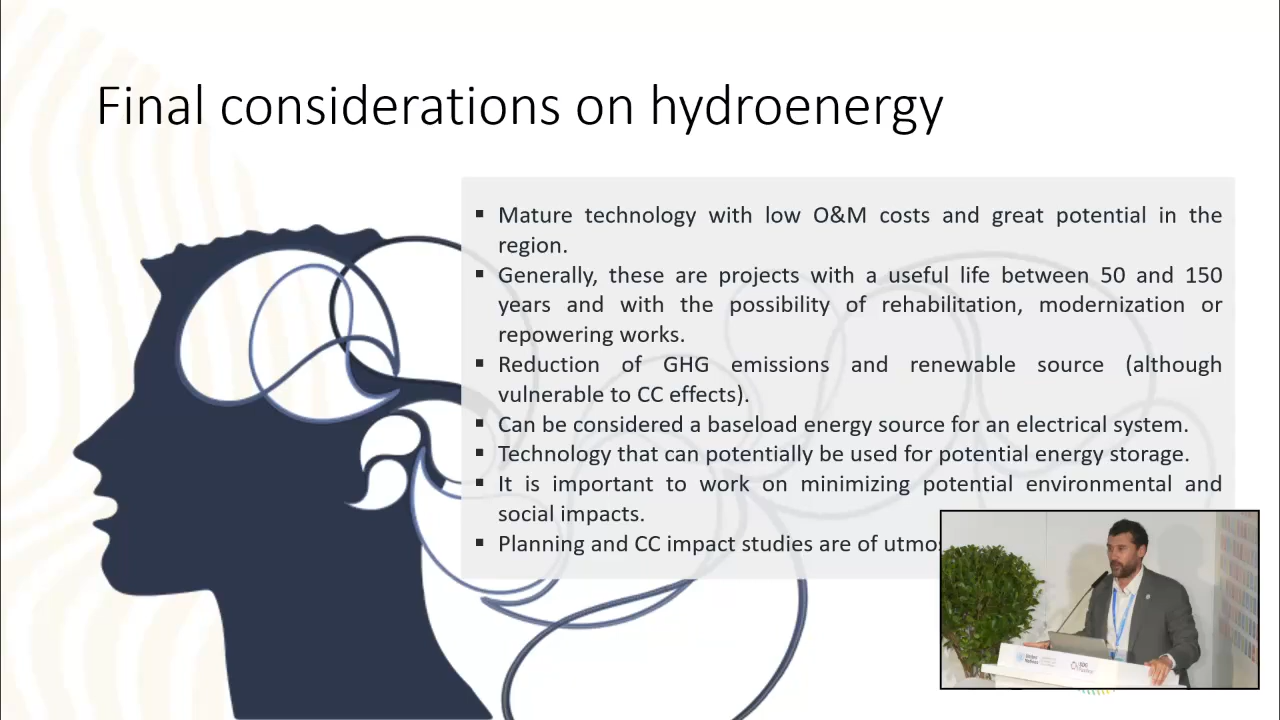 Final considerations on hydroenergy
▪ Mature technology with low O&M costs and great potential in the
region.
▪ Generally, these are projects with a useful life between 50 and 150
years and with the possibility of rehabilitation, modernization or
repowering works.
▪ Reduction of GHG emissions and renewable source (although
vulnerable to CC effects).
▪ Can be considered a baseload energy source for an electrical system.
▪ Technology that can potentially be used for potential energy storage.
▪ It is important to work on minimizing potential environmental and
social impacts.
▪ Planning and CC impact studies are of
United Nations
SDG Pavilion